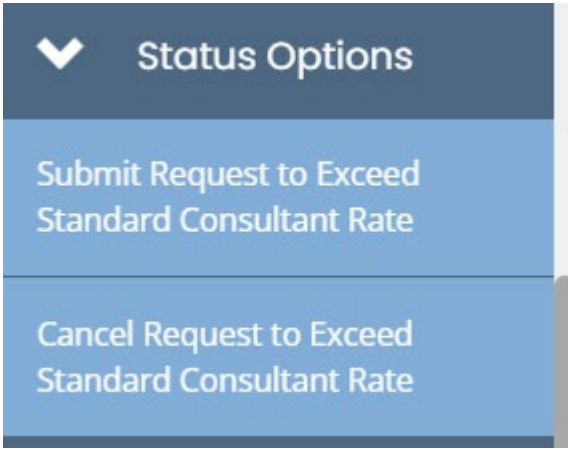 Status Options
Submit Request to Exceed
Standard Consultant Rate
Cancel Request to Exceed
Standard Consultant Rate